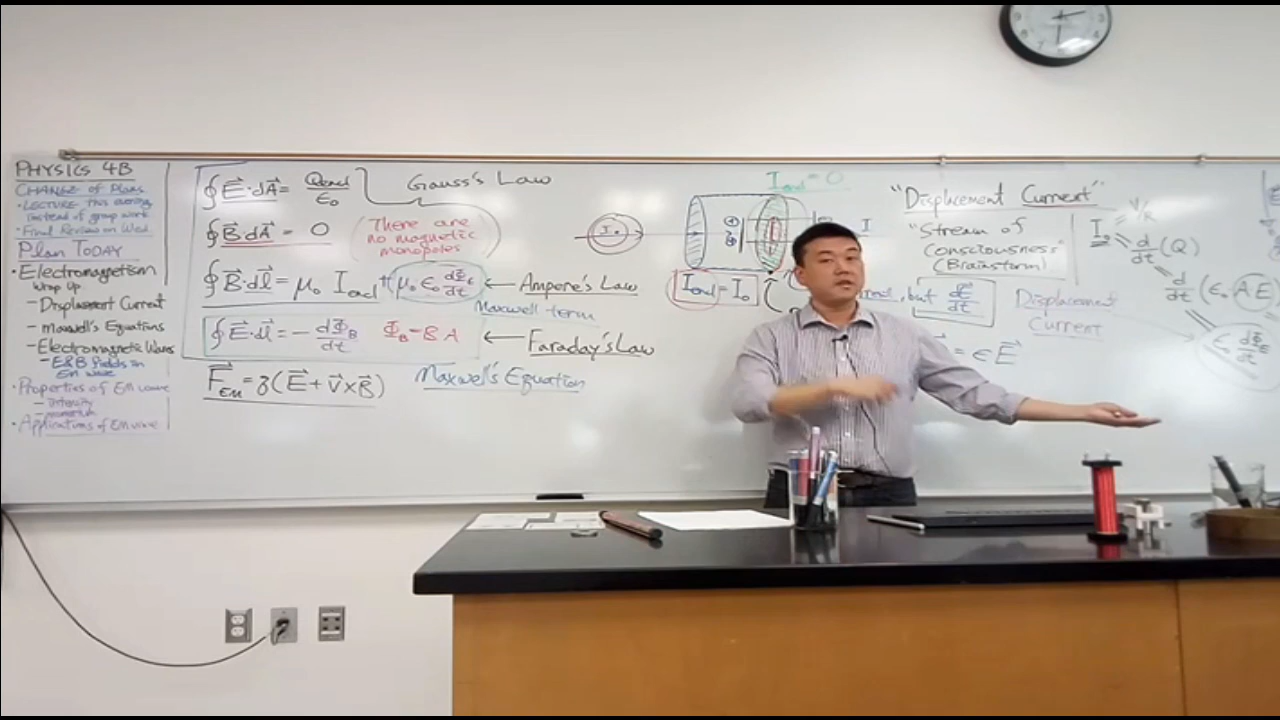 PHYSICS 4B
CHANGE of Plans
• LECTURE this evening
instead of group work
• Final Review on Wed.
Plan TODAY
• Electromagnetism
Wrap Up
- Displacement Current
- Maxwell's Equations
- Electromagnetic Waves
• E&B fields in
EM wave
• Properties of EM wave
- Intensity
- momentum
• Applications of EM wave
∮E⃗·dA⃗ = Qencl/ε₀
Gauss's Law
∮B⃗·dA⃗ = 0
(There are
no magnetic
monopoles)
∮B⃗·dl⃗ = μ₀ Iencl + μ₀ε₀ dΦE/dt ← Ampere's Law
Maxwell term
∮E⃗·dl⃗ = - dΦB/dt ΦB = BA ← Faraday's Law
F⃗EM = q(E⃗ + v⃗ × B⃗)
Maxwell's Equation
Iencl = 0
I₀
I
Iencl = I₀
, but
= εE⃗
"Displacement Current"
"Stream of
Consciousness"
(Brainstorm)
Displacement
Current
I₀ = V/R
= d/dt (Q)
d/dt (ε₀ A E)
ε₀ dΦE/dt